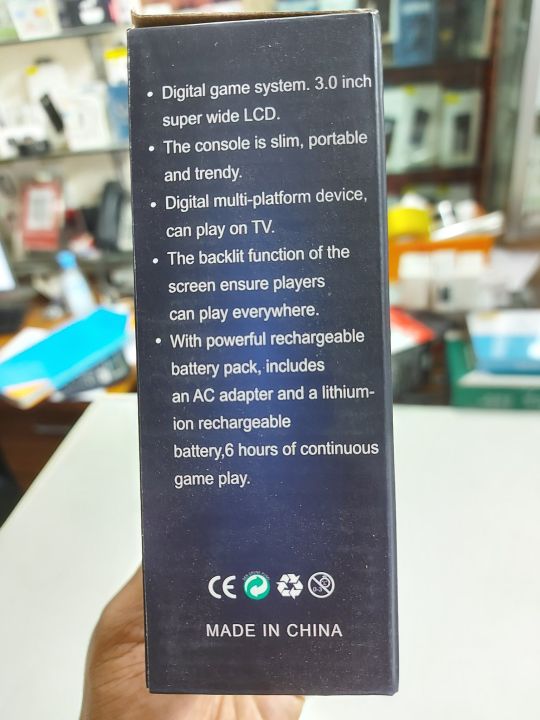 • Digital game system. 3.0 inch
super wide LCD.
• The console is slim, portable
and trendy.
• Digital multi-platform device,
can play on TV.
• The backlit function of the
screen ensure players
can play everywhere.
• With powerful rechargeable
battery pack, includes
an AC adapter and a lithium-
ion rechargeable
battery,6 hours of continuous
game play.
CE 0-3
MADE IN CHINA